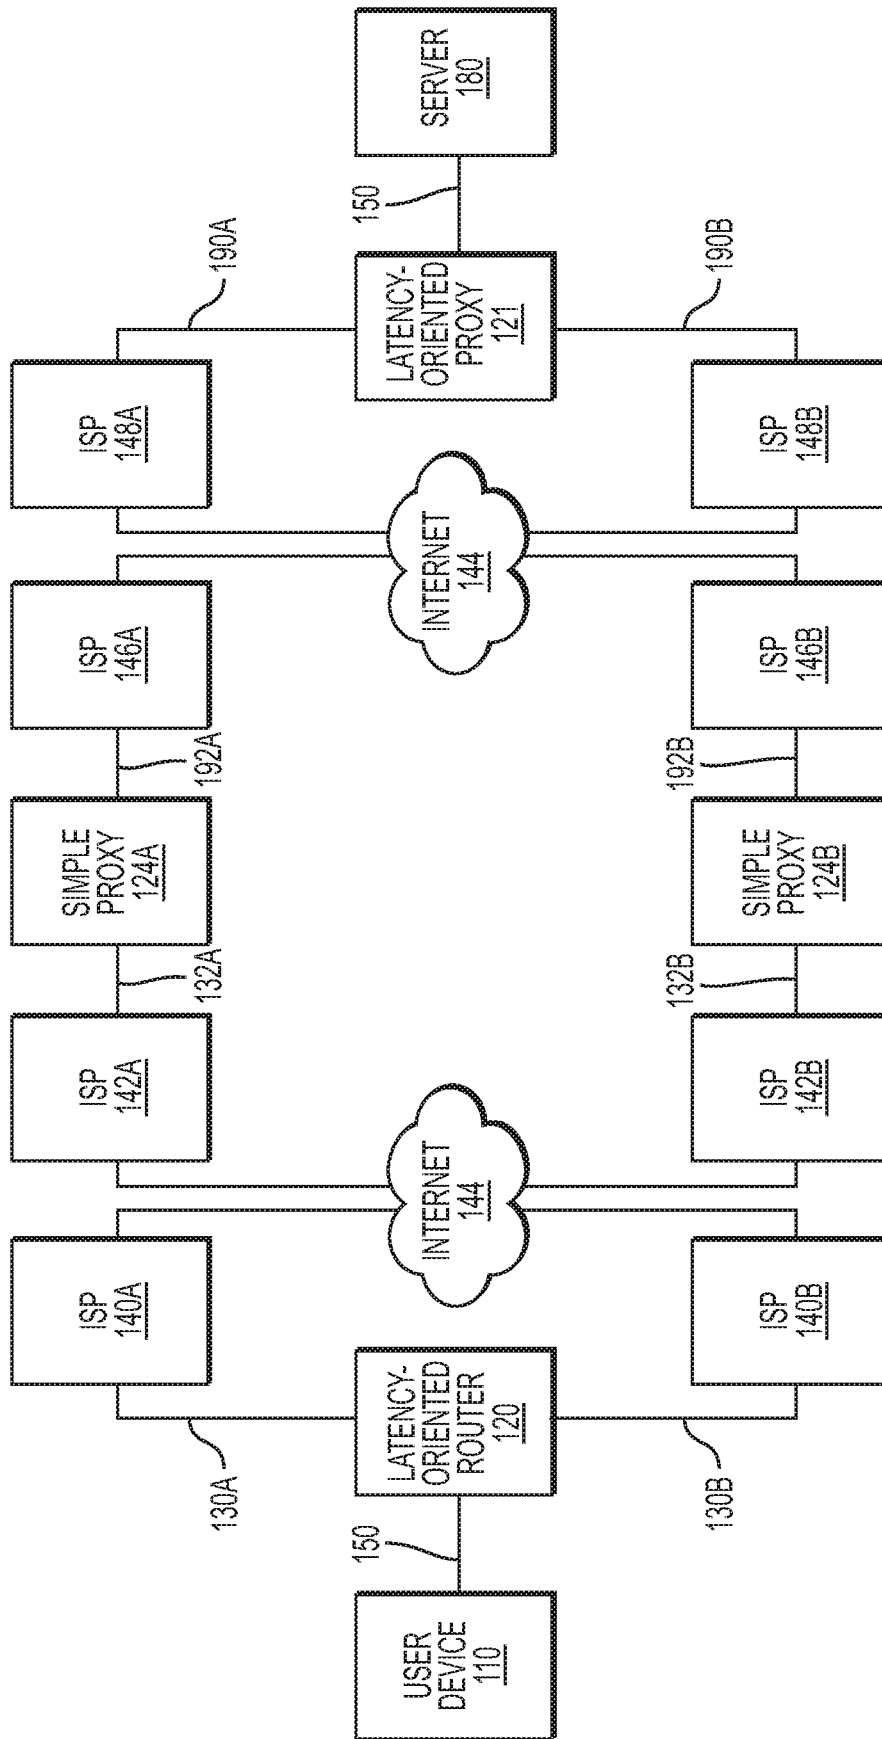 ISP
140A
ISP
142A
132A
SIMPLE
PROXY
124A
192A
ISP
146A
ISP
148A
130A
190A
USER
DEVICE
110
150
LATENCY-
ORIENTED
ROUTER
120
INTERNET
144
INTERNET
144
LATENCY-
ORIENTED
PROXY
121
150
SERVER
180
130B
190B
ISP
140B
ISP
142B
132B
SIMPLE
PROXY
124B
192B
ISP
146B
ISP
148B